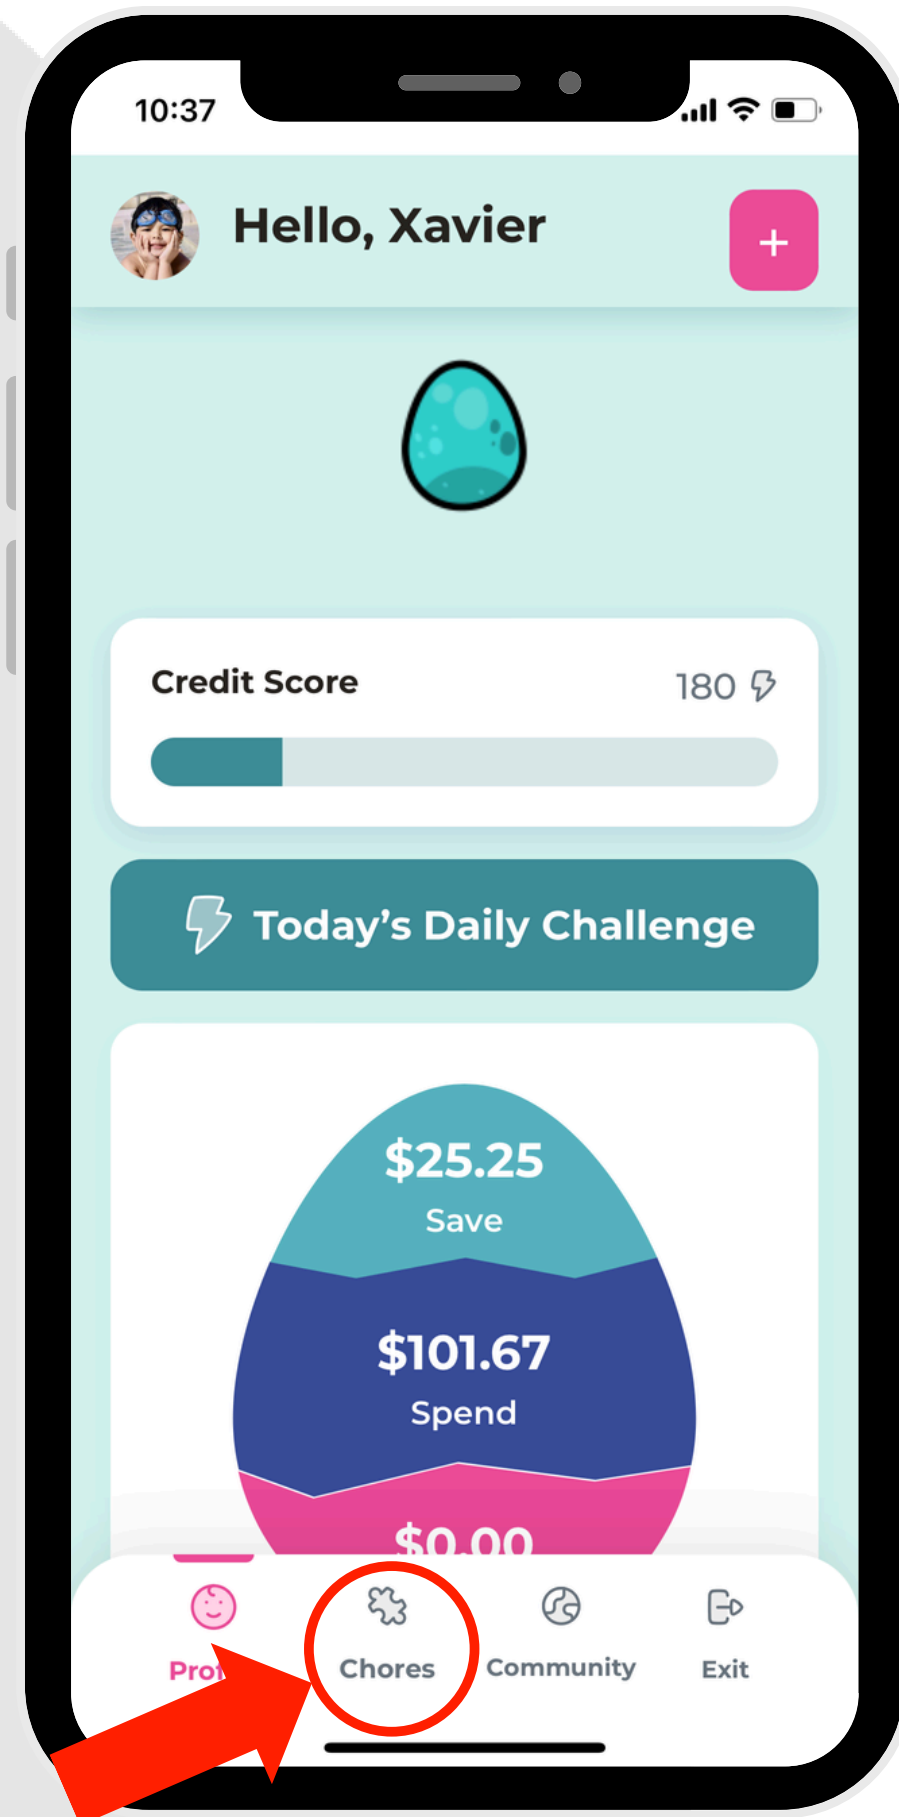 10:37
Hello, Xavier
+
Credit Score
180
Today's Daily Challenge
$25.25
Save
$101.67
Spend
$0.00
Chores
Community
Exit